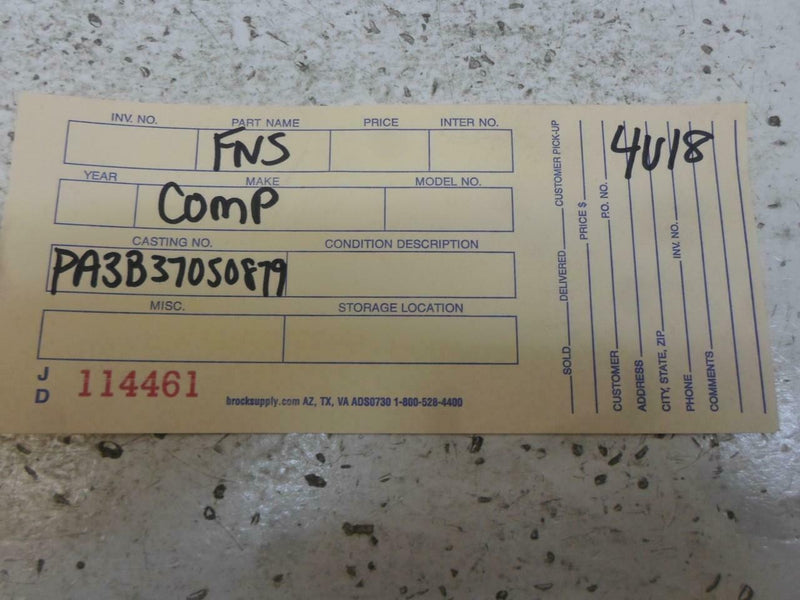 INV. NO. PART NAME PRICE INTER NO.
FNS
YEAR MAKE MODEL NO.
COMP
CASTING NO. CONDITION DESCRIPTION
PA3B37050879
MISC. STORAGE LOCATION
J
D
114461
brocksupply.com AZ, TX, VA ADS0730 1-800-528-4400
4U18
SOLD DELIVERED CUSTOMER PICK-UP
PRICE $
CUSTOMER P.O. NO.
ADDRESS
CITY, STATE, ZIP
PHONE INV. NO.
COMMENTS